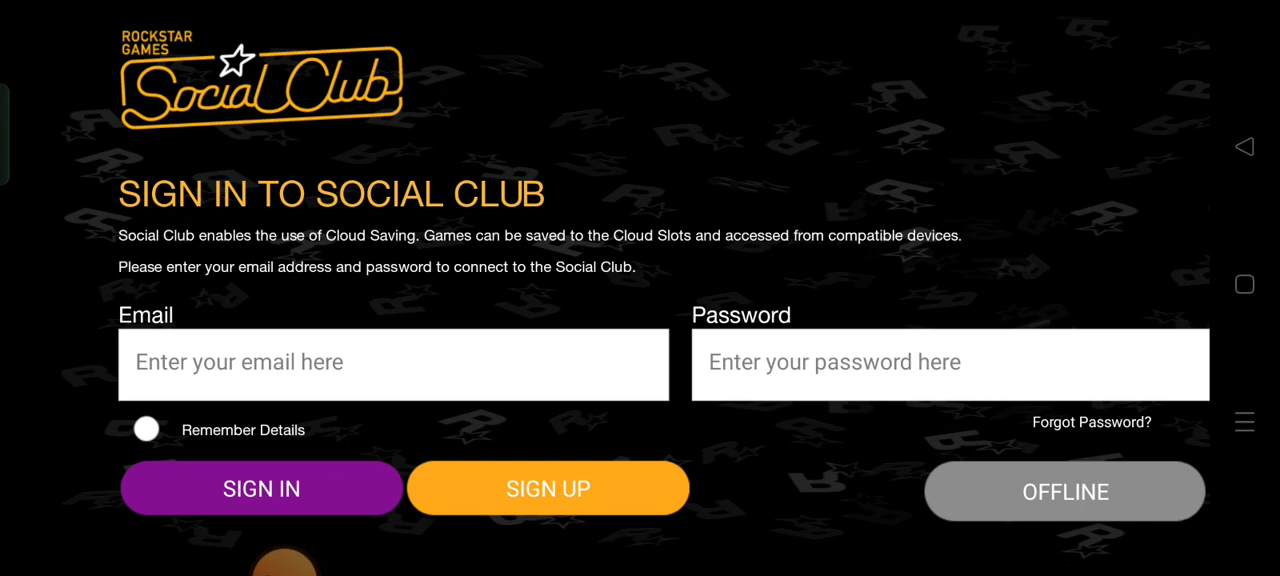 ROCKSTAR
GAMES
Social Club
SIGN IN TO SOCIAL CLUB
Social Club enables the use of Cloud Saving. Games can be saved to the Cloud Slots and accessed from compatible devices.
Please enter your email address and password to connect to the Social Club.
Email
Password
Enter your email here
Enter your password here
Remember Details
Forgot Password?
SIGN IN
SIGN UP
OFFLINE